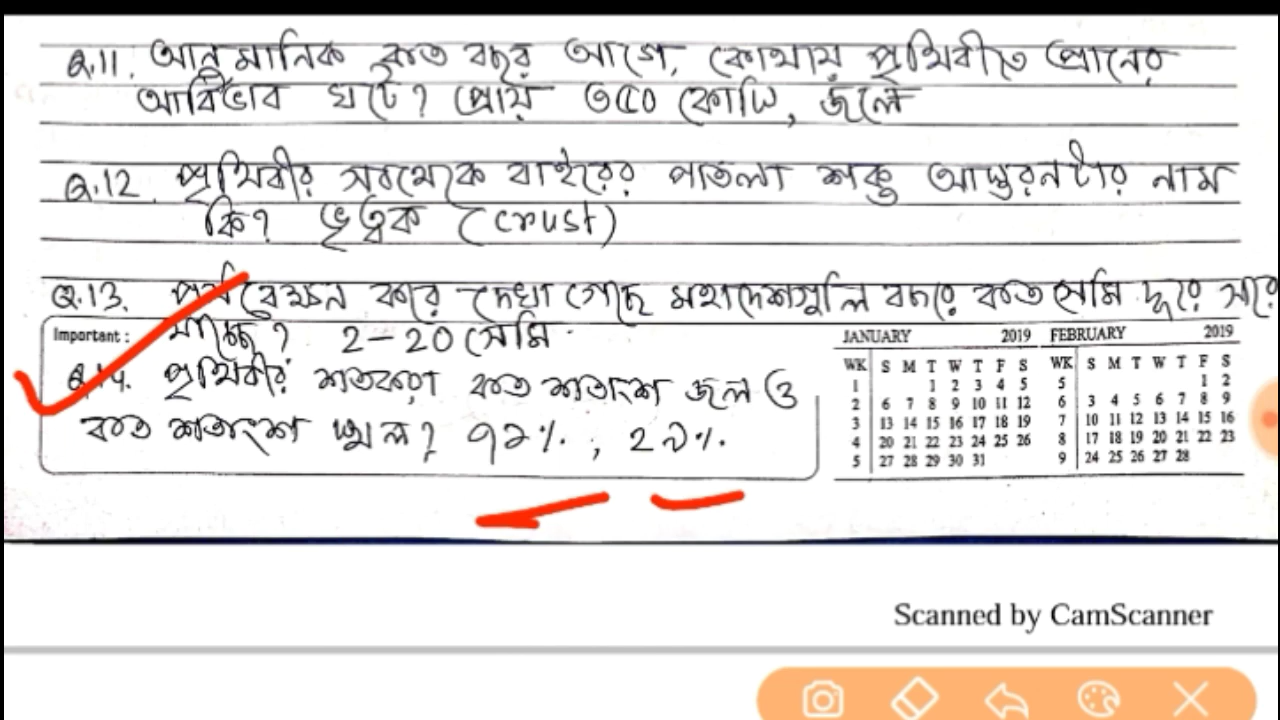 Q.11. আনুমানিক কত বছর আগে, কোথায় পৃথিবীতে প্রানের
আবির্ভাব ঘটে? প্রায় ৩৫০ কোটি, জলে
Q.12. পৃথিবীর সবথেকে বাইরের পাতলা শক্ত আস্তরনটার নাম
কি? ভূত্বক (crust)
Q.13. পর্যবেক্ষন করে দেখা গেছে মহাদেশগুলি বছরে কত সেমি দূরে সরে
যাচ্ছে? 2-20 সেমি.
Important :
Q.14. পৃথিবীর শতকরা কত শতাংশ জল ও
কত শতাংশ স্থল? ৭১%. , ২৯%.
JANUARY 2019
WK S M T W T F S
1 1 2 3 4 5
2 6 7 8 9 10 11 12
3 13 14 15 16 17 18 19
4 20 21 22 23 24 25 26
5 27 28 29 30 31
FEBRUARY 2019
WK S M T W T F S
5 1 2
6 3 4 5 6 7 8 9
7 10 11 12 13 14 15 16
8 17 18 19 20 21 22 23
9 24 25 26 27 28
Scanned by CamScanner